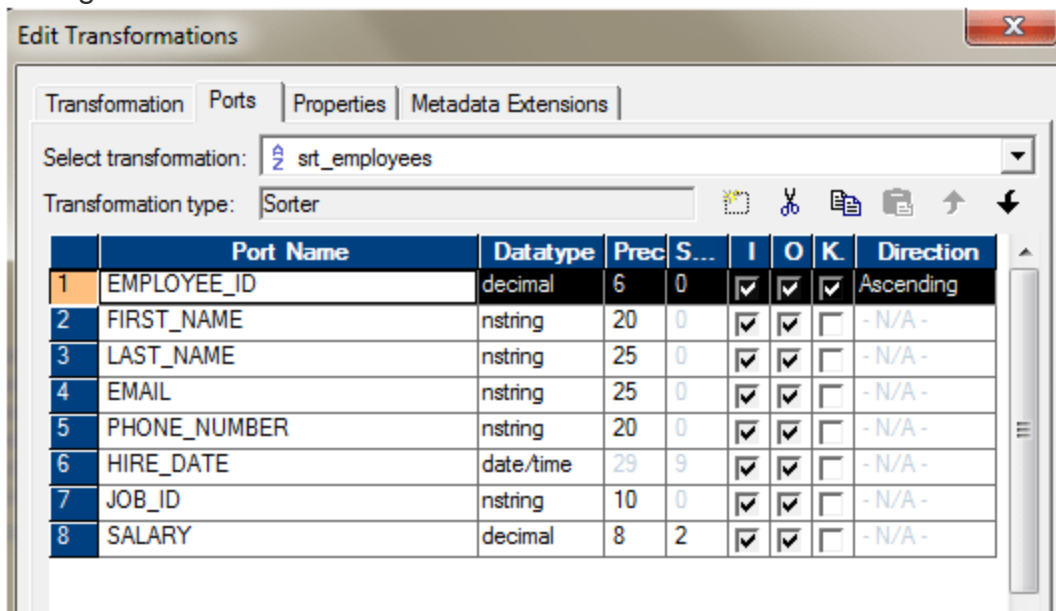 Edit Transformations
Transformation Ports Properties Metadata Extensions
Select transformation: srt_employees
Transformation type: Sorter
Port Name Datatype Prec S... I O K. Direction
1 EMPLOYEE_ID decimal 6 0 Ascending
2 FIRST_NAME nstring 20 0 - N/A -
3 LAST_NAME nstring 25 0 - N/A -
4 EMAIL nstring 25 0 - N/A -
5 PHONE_NUMBER nstring 20 0 - N/A -
6 HIRE_DATE date/time 29 9 - N/A -
7 JOB_ID nstring 10 0 - N/A -
8 SALARY decimal 8 2 - N/A -